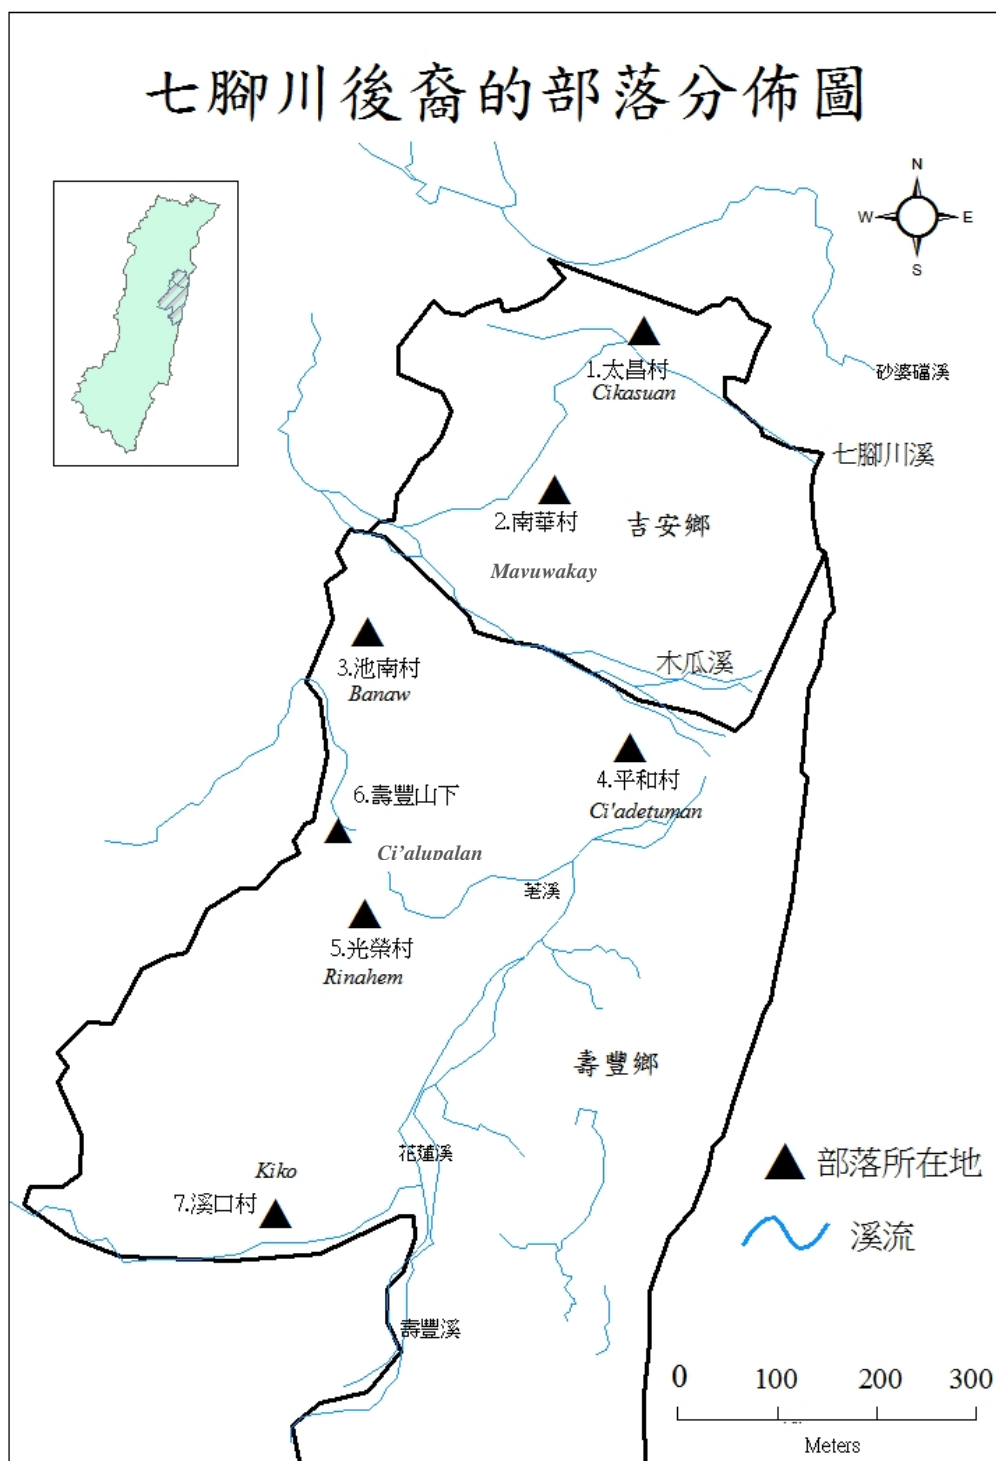 七腳川後裔的部落分佈圖
N
W
E
S
砂婆礑溪
1.太昌村
Cikasuan
七腳川溪
2.南華村
吉安鄉
Mavuwakay
木瓜溪
3.池南村
Banaw
4.平和村
Ci'adetuman
6.壽豐山下
Ci'alupalan
荖溪
5.光榮村
Rinahem
壽豐鄉
花蓮溪
Kiko
7.溪口村
部落所在地
溪流
壽豐溪
0 100 200 300
Meters